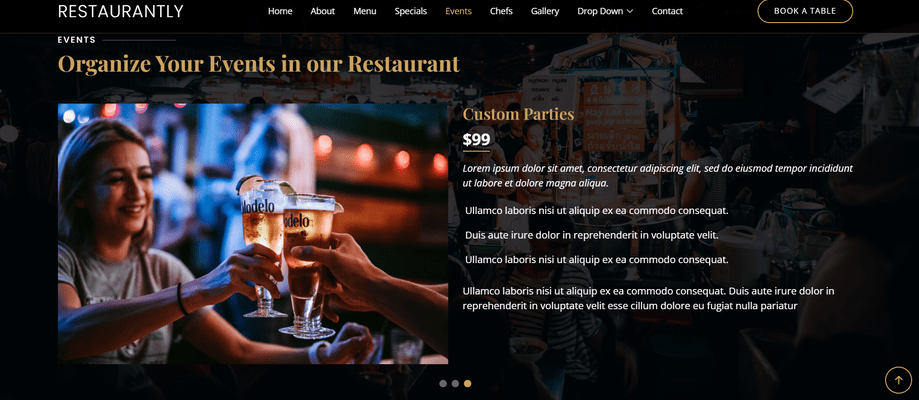 RESTAURANTLY
Home About Menu Specials Events Chefs Gallery Drop Down Contact
BOOK A TABLE
EVENTS
Organize Your Events in our Restaurant
Modelo
odelo
Custom Parties
$99
Lorem ipsum dolor sit amet, consectetur adipiscing elit, sed do eiusmod tempor incididunt
ut labore et dolore magna aliqua.
Ullamco laboris nisi ut aliquip ex ea commodo consequat.
Duis aute irure dolor in reprehenderit in voluptate velit.
Ullamco laboris nisi ut aliquip ex ea commodo consequat.
Ullamco laboris nisi ut aliquip ex ea commodo consequat. Duis aute irure dolor in
reprehenderit in voluptate velit esse cillum dolore eu fugiat nulla pariatur